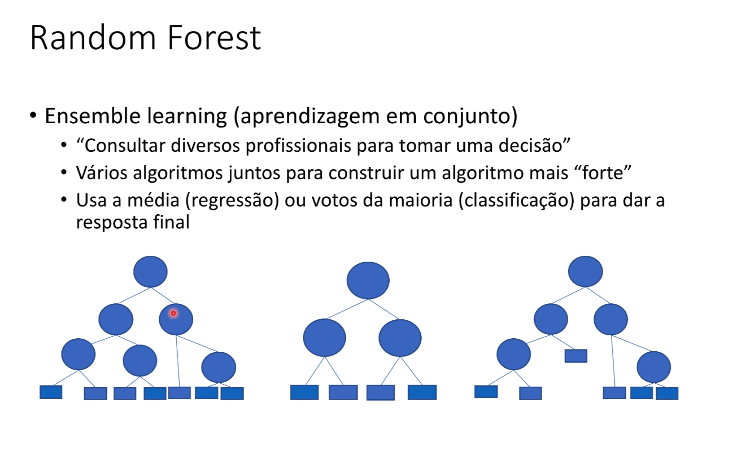 Random Forest
• Ensemble learning (aprendizagem em conjunto)
• “Consultar diversos profissionais para tomar uma decisão”
• Vários algoritmos juntos para construir um algoritmo mais “forte”
• Usa a média (regressão) ou votos da maioria (classificação) para dar a
resposta final